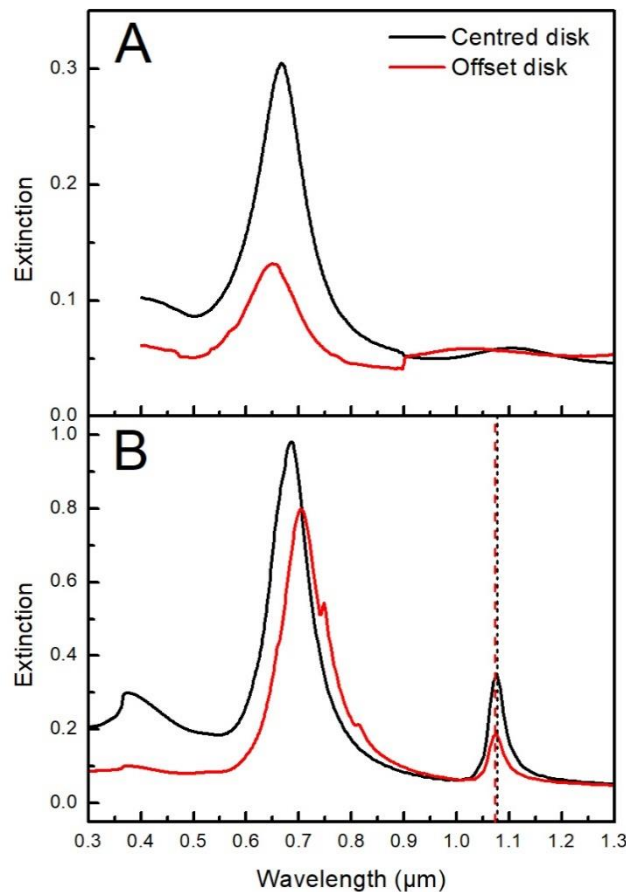 A
Centred disk
Offset disk
Extinction
0.3
0.2
0.1
0.0
B
Extinction
1.0
0.8
0.6
0.4
0.2
0.0
0.3 0.4 0.5 0.6 0.7 0.8 0.9 1.0 1.1 1.2 1.3
Wavelength (µm)